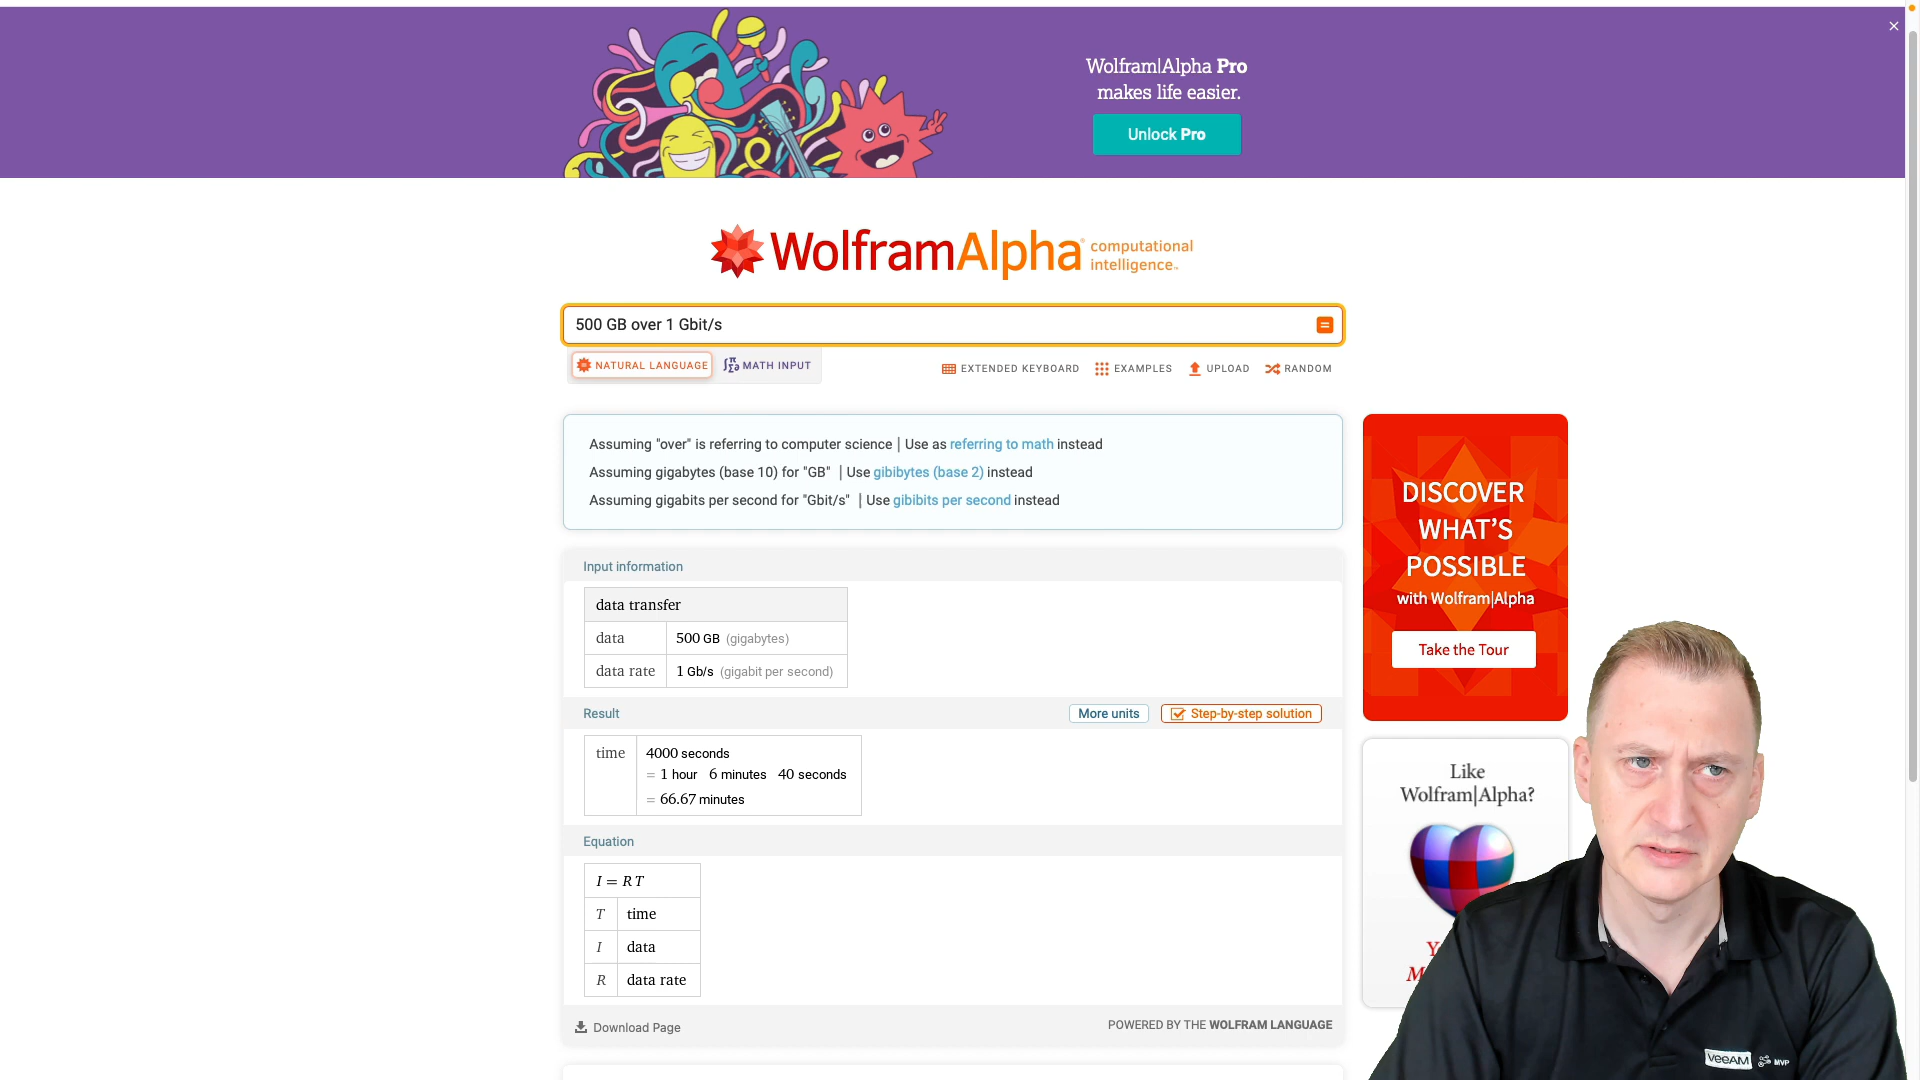 Wolfram|Alpha Pro
makes life easier.
Unlock Pro
WolframAlpha computational
intelligence™
500 GB over 1 Gbit/s
NATURAL LANGUAGE MATH INPUT EXTENDED KEYBOARD EXAMPLES UPLOAD RANDOM
Assuming "over" is referring to computer science | Use as referring to math instead
Assuming gigabytes (base 10) for "GB" | Use gibibytes (base 2) instead
Assuming gigabits per second for "Gbit/s" | Use gibibits per second instead
Input information
data transfer
data 500 GB (gigabytes)
data rate 1 Gb/s (gigabit per second)
Result More units Step-by-step solution
time 4000 seconds
= 1 hour 6 minutes 40 seconds
= 66.67 minutes
Equation
I = R T
T time
I data
R data rate
Download Page POWERED BY THE WOLFRAM LANGUAGE
DISCOVER
WHAT'S
POSSIBLE
with Wolfram|Alpha
Take the Tour
Like
Wolfram|Alpha?
veeAM MVP